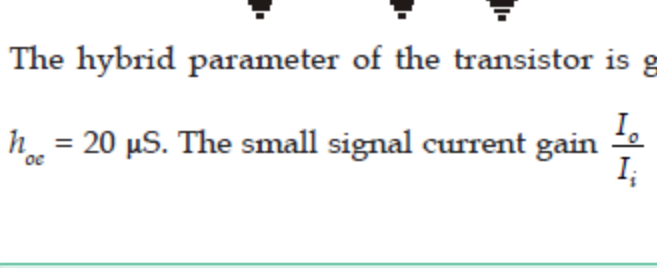 The hybrid parameter of the transistor is g
h_oe = 20 μS. The small signal current gain I_o/I_i